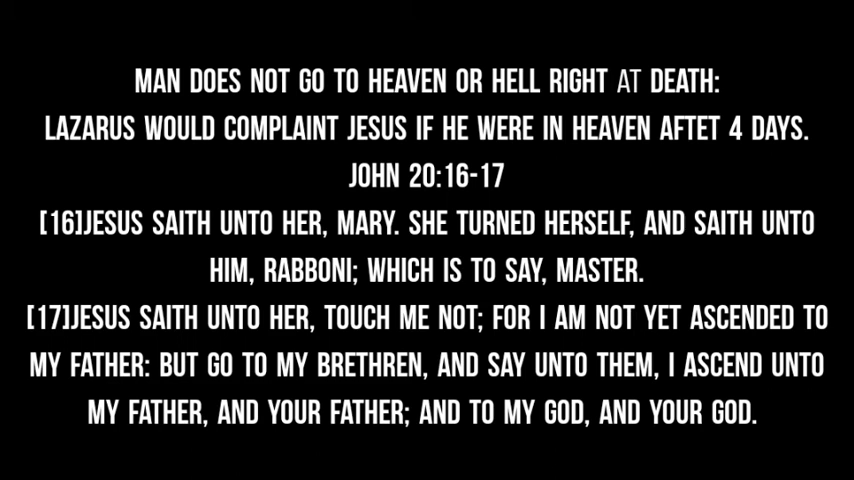 MAN DOES NOT GO TO HEAVEN OR HELL RIGHT AT DEATH:
LAZARUS WOULD COMPLAINT JESUS IF HE WERE IN HEAVEN AFTET 4 DAYS.
JOHN 20:16-17
[16]JESUS SAITH UNTO HER, MARY. SHE TURNED HERSELF, AND SAITH UNTO
HIM, RABBONI; WHICH IS TO SAY, MASTER.
[17]JESUS SAITH UNTO HER, TOUCH ME NOT; FOR I AM NOT YET ASCENDED TO
MY FATHER: BUT GO TO MY BRETHREN, AND SAY UNTO THEM, I ASCEND UNTO
MY FATHER, AND YOUR FATHER; AND TO MY GOD, AND YOUR GOD.